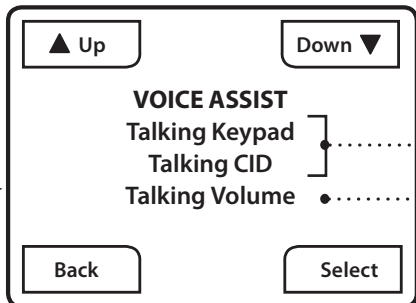 ▲ Up
Down ▼
VOICE ASSIST
Talking Keypad
Talking CID
Talking Volume
Back
Select